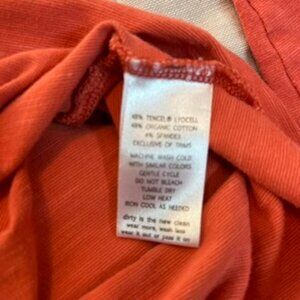 48% TENCEL® LYOCELL
48% ORGANIC COTTON
4% SPANDEX
EXCLUSIVE OF TRIMS
MACHINE WASH COLD
WITH SIMILAR COLORS
GENTLE CYCLE
DO NOT BLEACH
TUMBLE DRY
LOW HEAT
IRON COOL AS NEEDED
dirty is the new clean
wear more, wash less
wear it out or pass it on